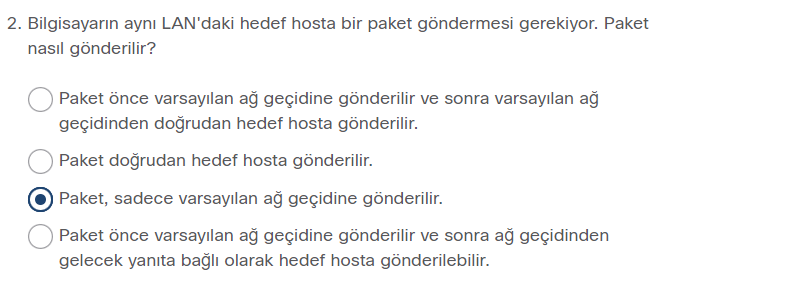 2. Bilgisayarın aynı LAN'daki hedef hosta bir paket göndermesi gerekiyor. Paket
nasıl gönderilir?
Paket önce varsayılan ağ geçidine gönderilir ve sonra varsayılan ağ
geçidinden doğrudan hedef hosta gönderilir.
Paket doğrudan hedef hosta gönderilir.
Paket, sadece varsayılan ağ geçidine gönderilir.
Paket önce varsayılan ağ geçidine gönderilir ve sonra ağ geçidinden
gelecek yanıta bağlı olarak hedef hosta gönderilebilir.